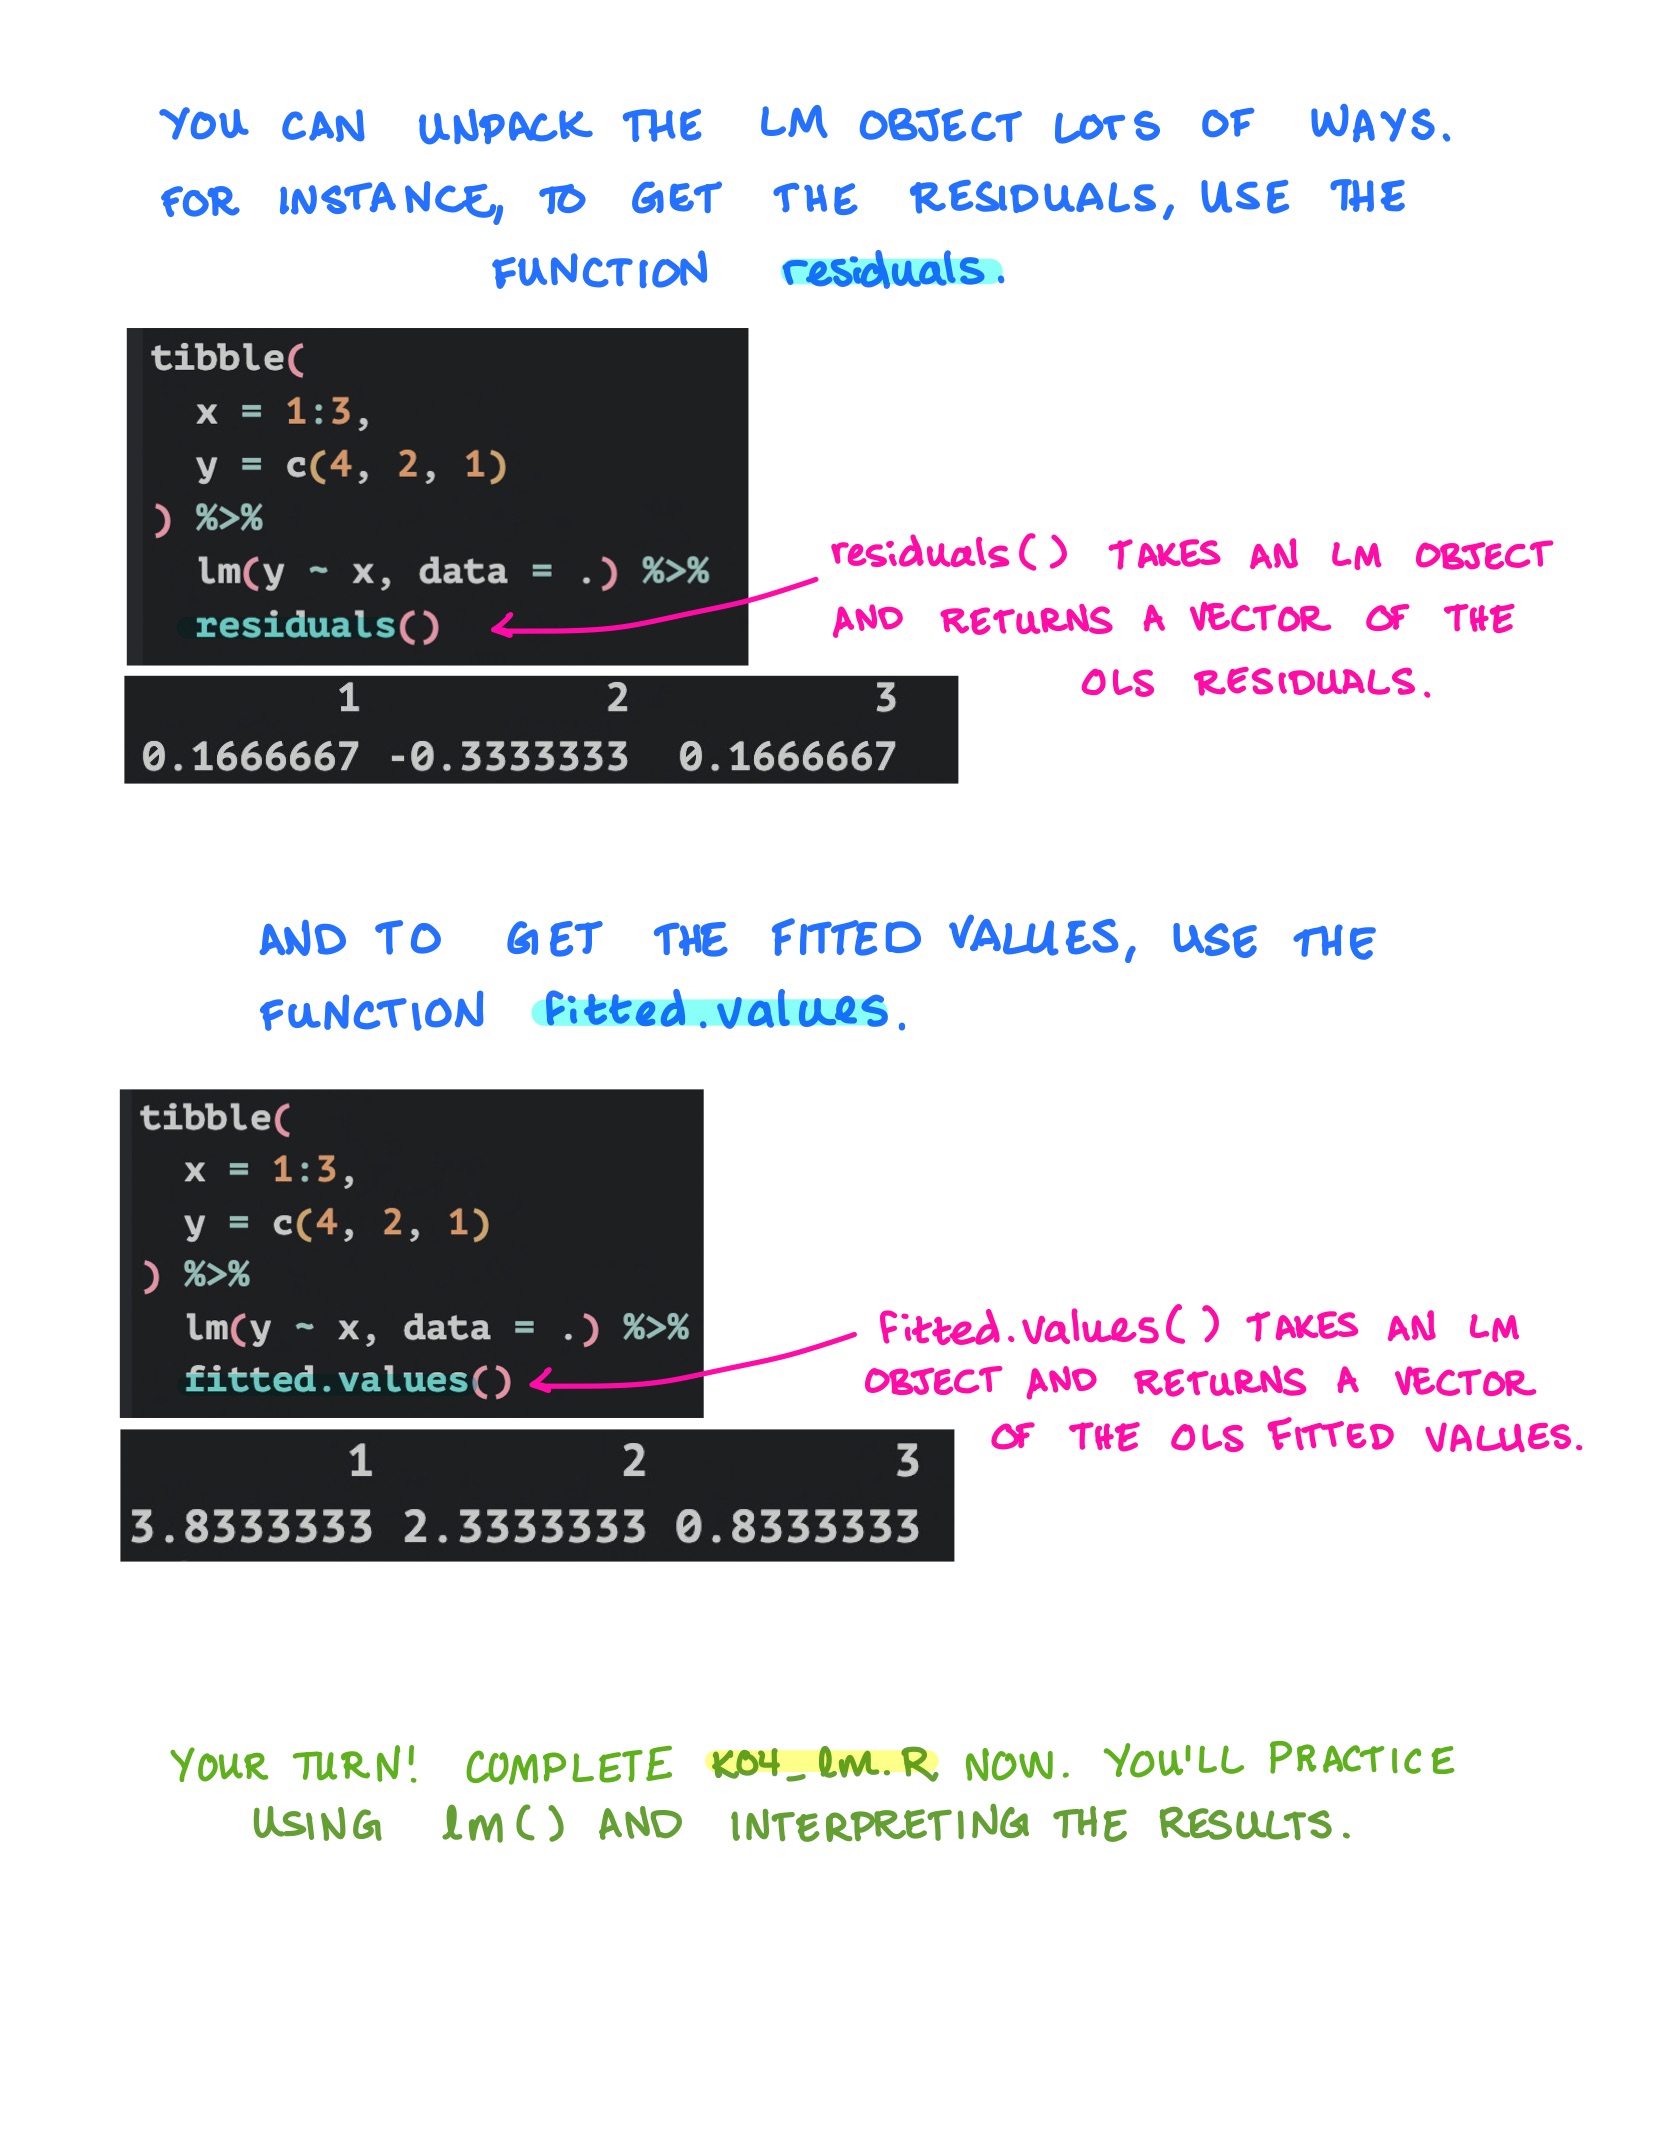 YOU CAN UNPACK THE LM OBJECT LOTS OF WAYS.
FOR INSTANCE, TO GET THE RESIDUALS, USE THE
FUNCTION residuals.
tibble(
  x = 1:3,
  y = c(4, 2, 1)
) %>%
  lm(y ~ x, data = .) %>%
  residuals()
residuals() TAKES AN LM OBJECT
AND RETURNS A VECTOR OF THE
OLS RESIDUALS.
1 2 3
0.1666667 -0.3333333 0.1666667
AND TO GET THE FITTED VALUES, USE THE
FUNCTION fitted.values.
tibble(
  x = 1:3,
  y = c(4, 2, 1)
) %>%
  lm(y ~ x, data = .) %>%
  fitted.values()
fitted.values() TAKES AN LM
OBJECT AND RETURNS A VECTOR
OF THE OLS FITTED VALUES.
1 2 3
3.8333333 2.3333333 0.8333333
YOUR TURN! COMPLETE K04_lm.R NOW. YOU'LL PRACTICE
USING lm() AND INTERPRETING THE RESULTS.